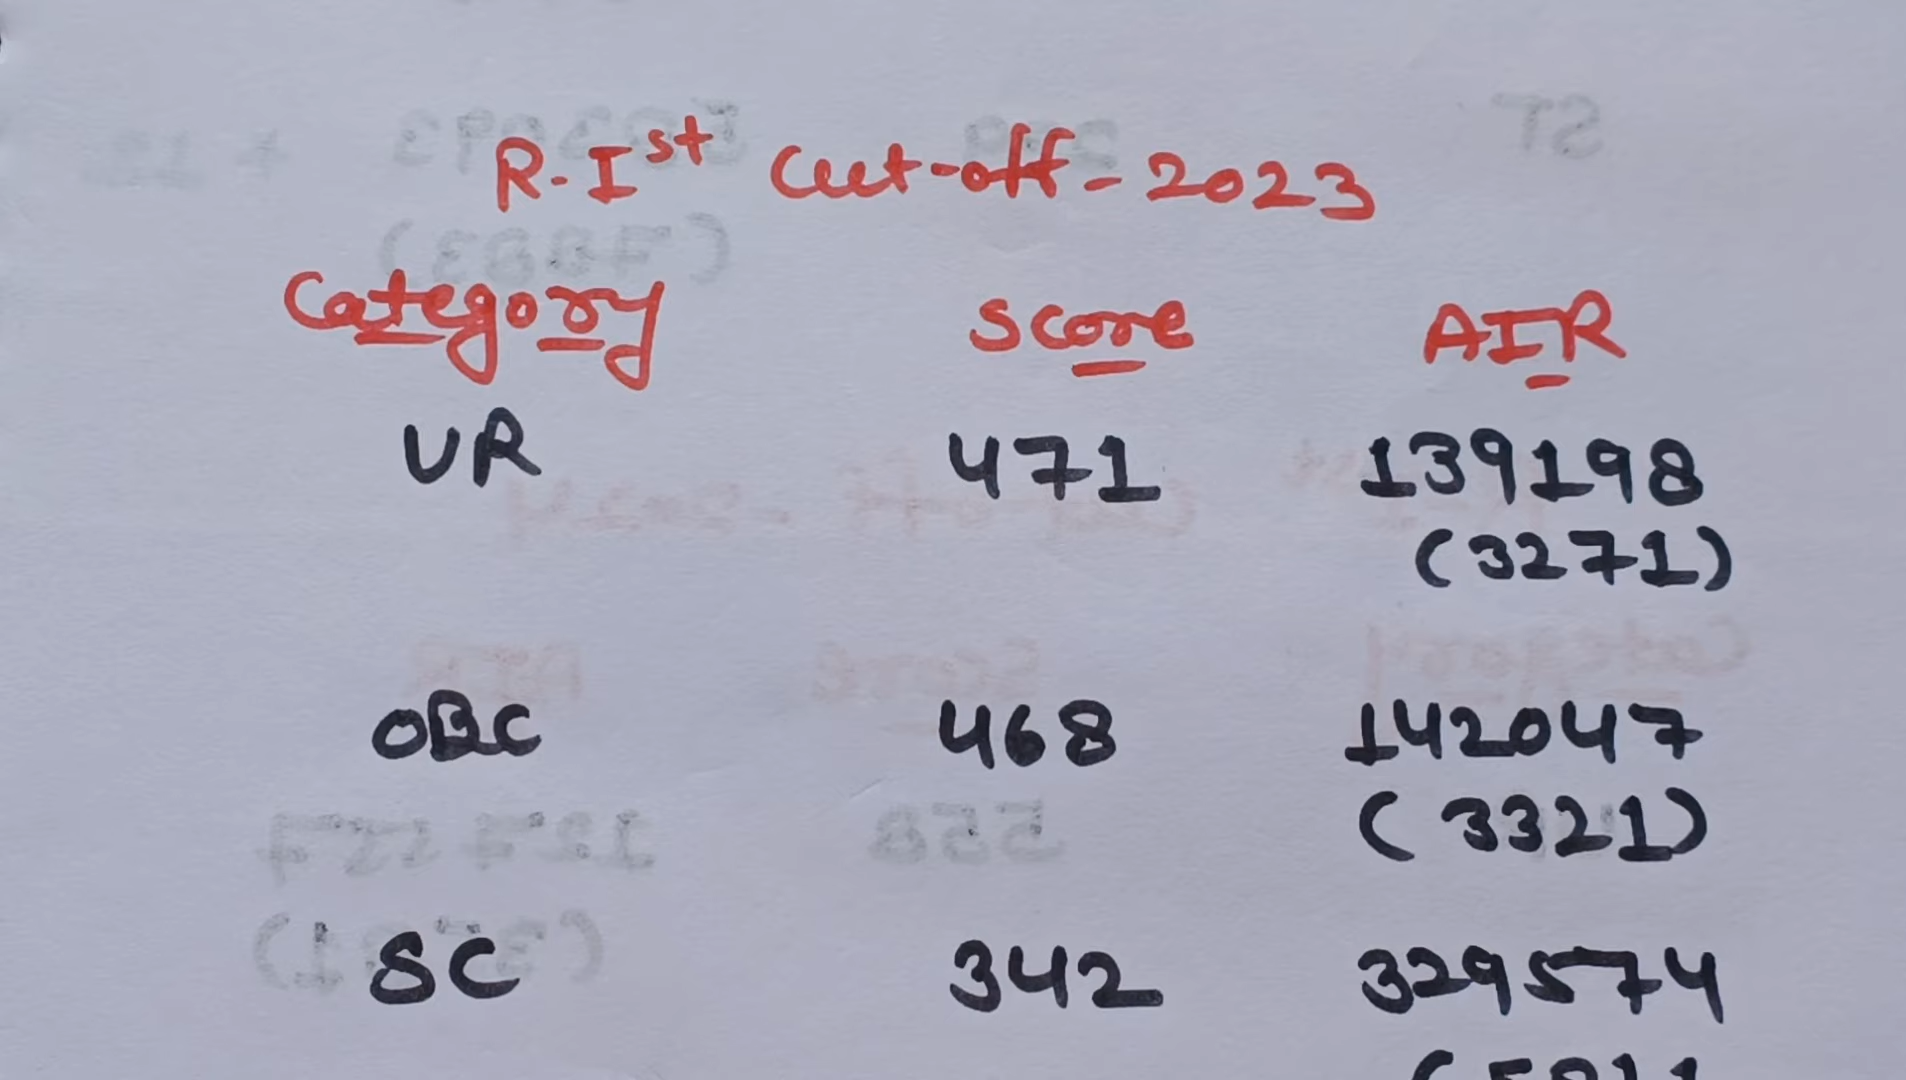 R-Ist Cut-off-2023
Category Score AIR
UR 471 139198
(3271)
OBC 468 142047
(3321)
SC 342 329574